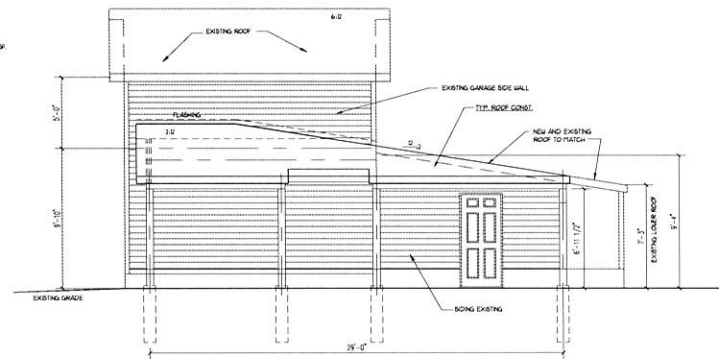 6:12
EXISTING ROOF
EXISTING GARAGE SIDE WALL
5'-0"
FLASHING
TYP. ROOF CONST.
2:12
12
NEW AND EXISTING
ROOF TO MATCH
9'-10"
6'-11 1/2"
7'-3"
EXISTING LOWER ROOF
9'-4"
EXISTING GRADE
SIDING EXISTING
29'-0"